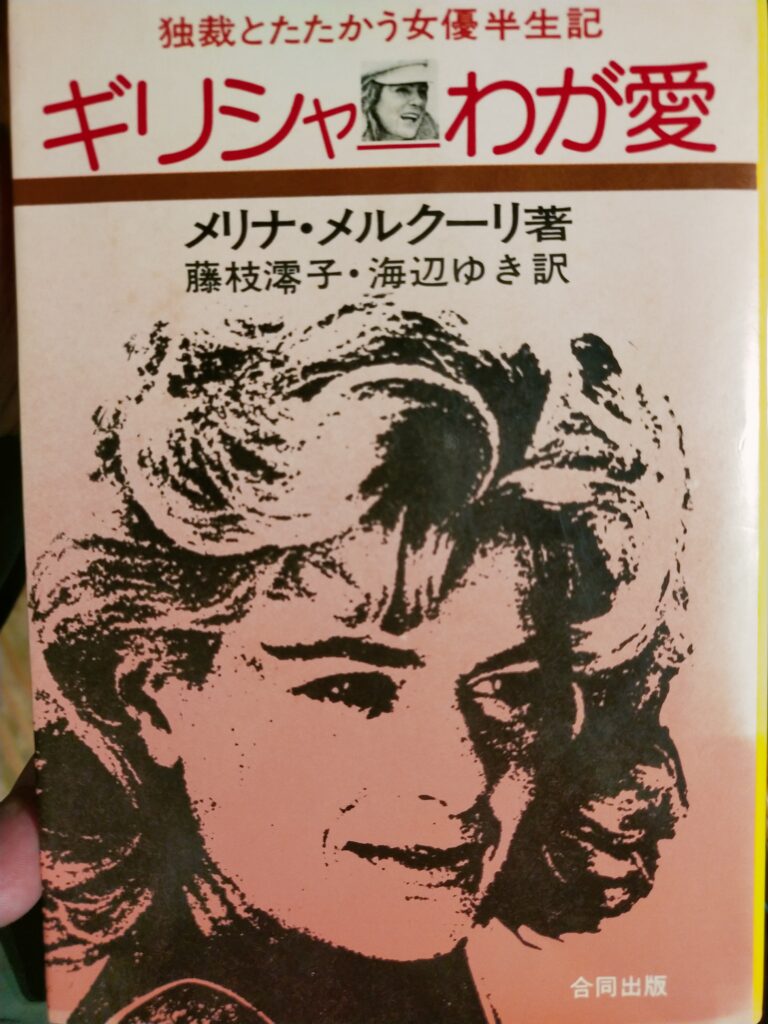 独裁とたたかう女優半生記
ギリシャーわが愛
メリナ・メルクーリ著
藤枝澪子・海辺ゆき訳
合同出版